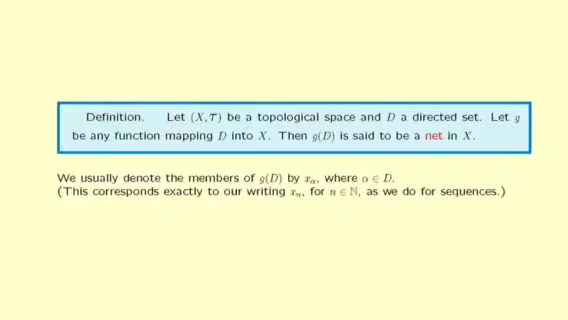 Definition. Let (X, 𝒯) be a topological space and D a directed set. Let g
be any function mapping D into X. Then g(D) is said to be a net in X.
We usually denote the members of g(D) by xα, where α ∈ D.
(This corresponds exactly to our writing xn, for n ∈ ℕ, as we do for sequences.)